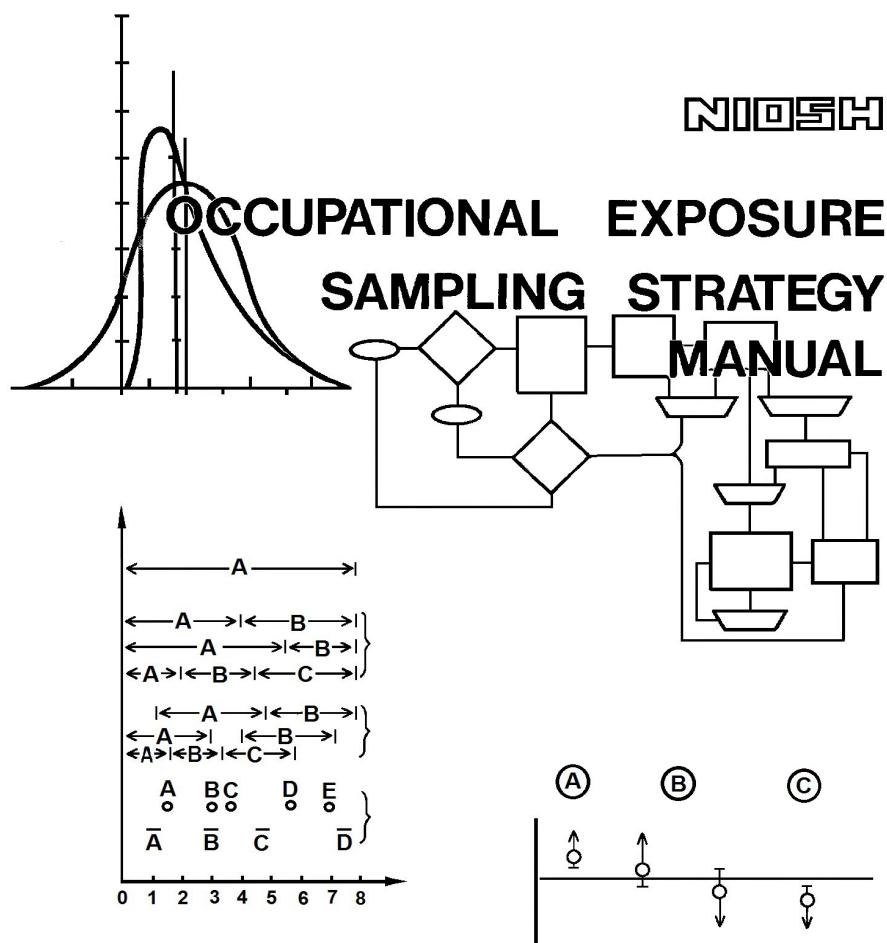 NIOSH
OCCUPATIONAL EXPOSURE
SAMPLING STRATEGY
MANUAL
A
A B
A B
A B C
A B
A B
A B C
A B C D E
A̅ B̅ C̅ D̅
0 1 2 3 4 5 6 7 8
A B C